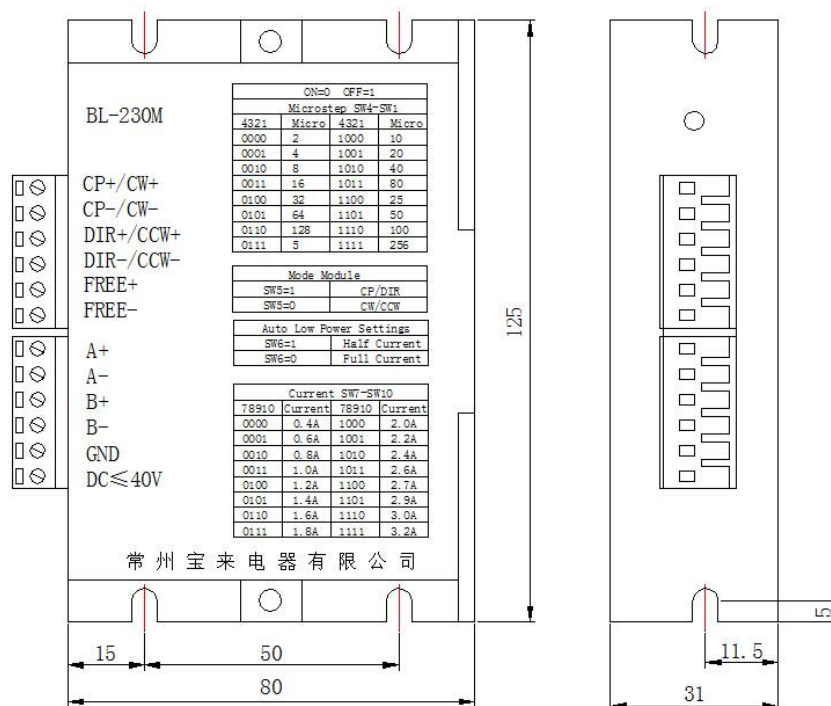 BL-230M
CP+/CW+
CP-/CW-
DIR+/CCW+
DIR-/CCW-
FREE+
FREE-
A+
A-
B+
B-
GND
DC≤40V
ON=0 OFF=1
Microstep SW4-SW1
4321 Micro 4321 Micro
0000 2 1000 10
0001 4 1001 20
0010 8 1010 40
0011 16 1011 80
0100 32 1100 25
0101 64 1101 50
0110 128 1110 100
0111 5 1111 256
Mode Module
SW5=1 CP/DIR
SW5=0 CW/CCW
Auto Low Power Settings
SW6=1 Half Current
SW6=0 Full Current
Current SW7-SW10
78910 Current 78910 Current
0000 0.4A 1000 2.0A
0001 0.6A 1001 2.2A
0010 0.8A 1010 2.4A
0011 1.0A 1011 2.6A
0100 1.2A 1100 2.7A
0101 1.4A 1101 2.9A
0110 1.6A 1110 3.0A
0111 1.8A 1111 3.2A
常州宝来电器有限公司
125
15
50
80
5
11.5
31